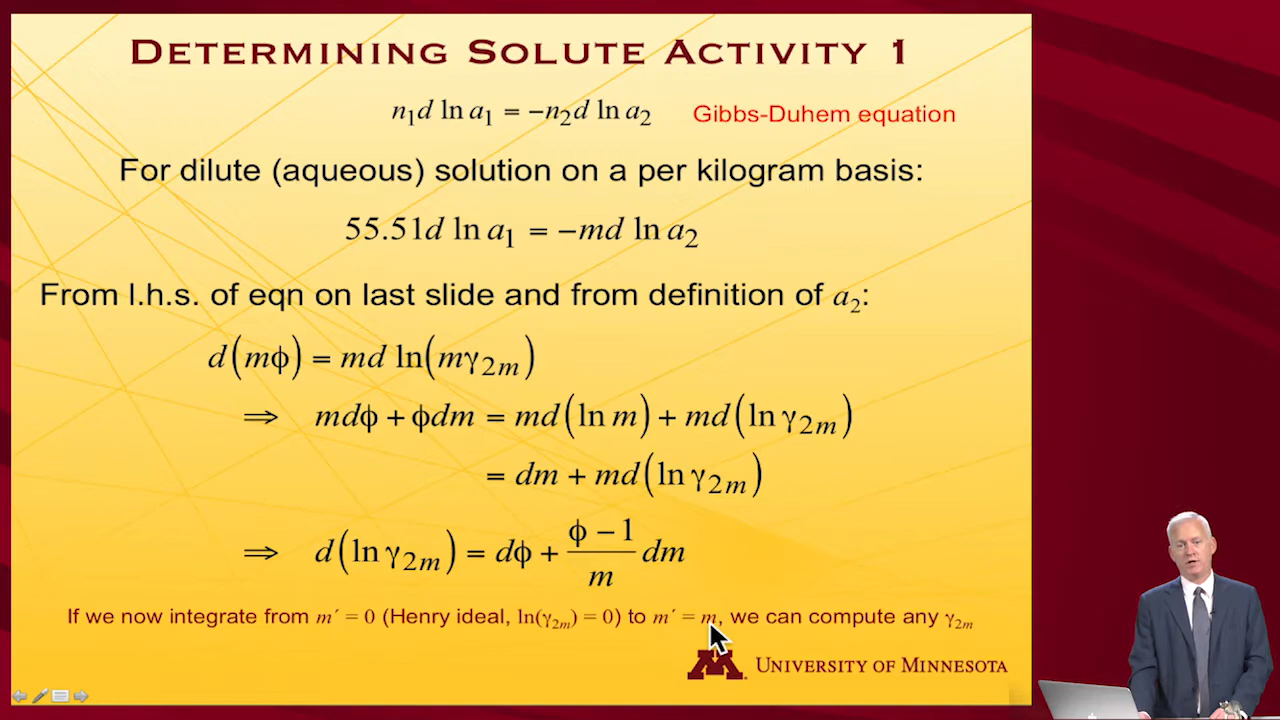 DETERMINING SOLUTE ACTIVITY 1
n₁d ln a₁ = −n₂d ln a₂ Gibbs-Duhem equation
For dilute (aqueous) solution on a per kilogram basis:
55.51d ln a₁ = −md ln a₂
From l.h.s. of eqn on last slide and from definition of a₂:
d(mϕ) = md ln(mγ₂ₘ)
⇒ mdϕ + ϕdm = md(ln m) + md(ln γ₂ₘ)
= dm + md(ln γ₂ₘ)
⇒ d(ln γ₂ₘ) = dϕ + (ϕ − 1)/m dm
If we now integrate from m´ = 0 (Henry ideal, ln(γ₂ₘ) = 0) to m´ = m, we can compute any γ₂ₘ
M UNIVERSITY OF MINNESOTA